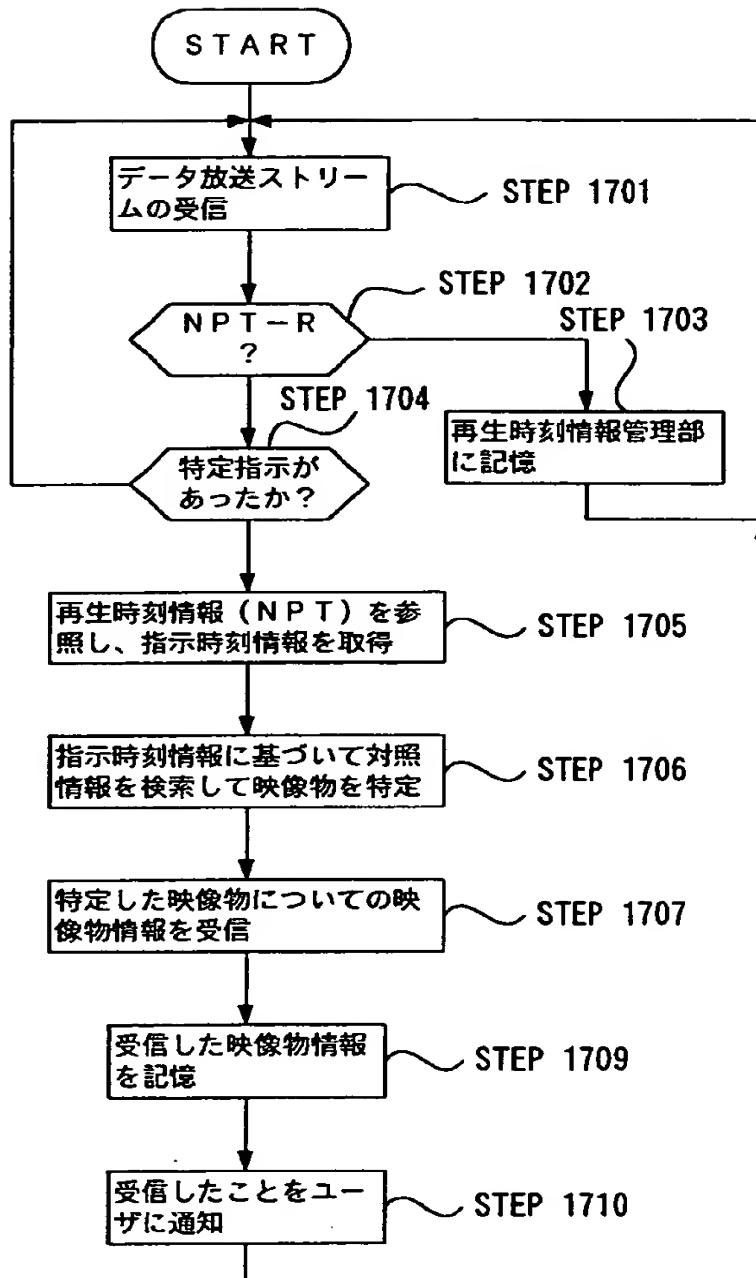 START
データ放送ストリー
ムの受信
STEP 1701
STEP 1702
NPT−R
?
STEP 1703
再生時刻情報管理部
に記憶
STEP 1704
特定指示が
あったか?
再生時刻情報(NPT)を参
照し、指示時刻情報を取得
STEP 1705
指示時刻情報に基づいて対照
情報を検索して映像物を特定
STEP 1706
特定した映像物についての映
像物情報を受信
STEP 1707
受信した映像物情報
を記憶
STEP 1709
受信したことをユー
ザに通知
STEP 1710